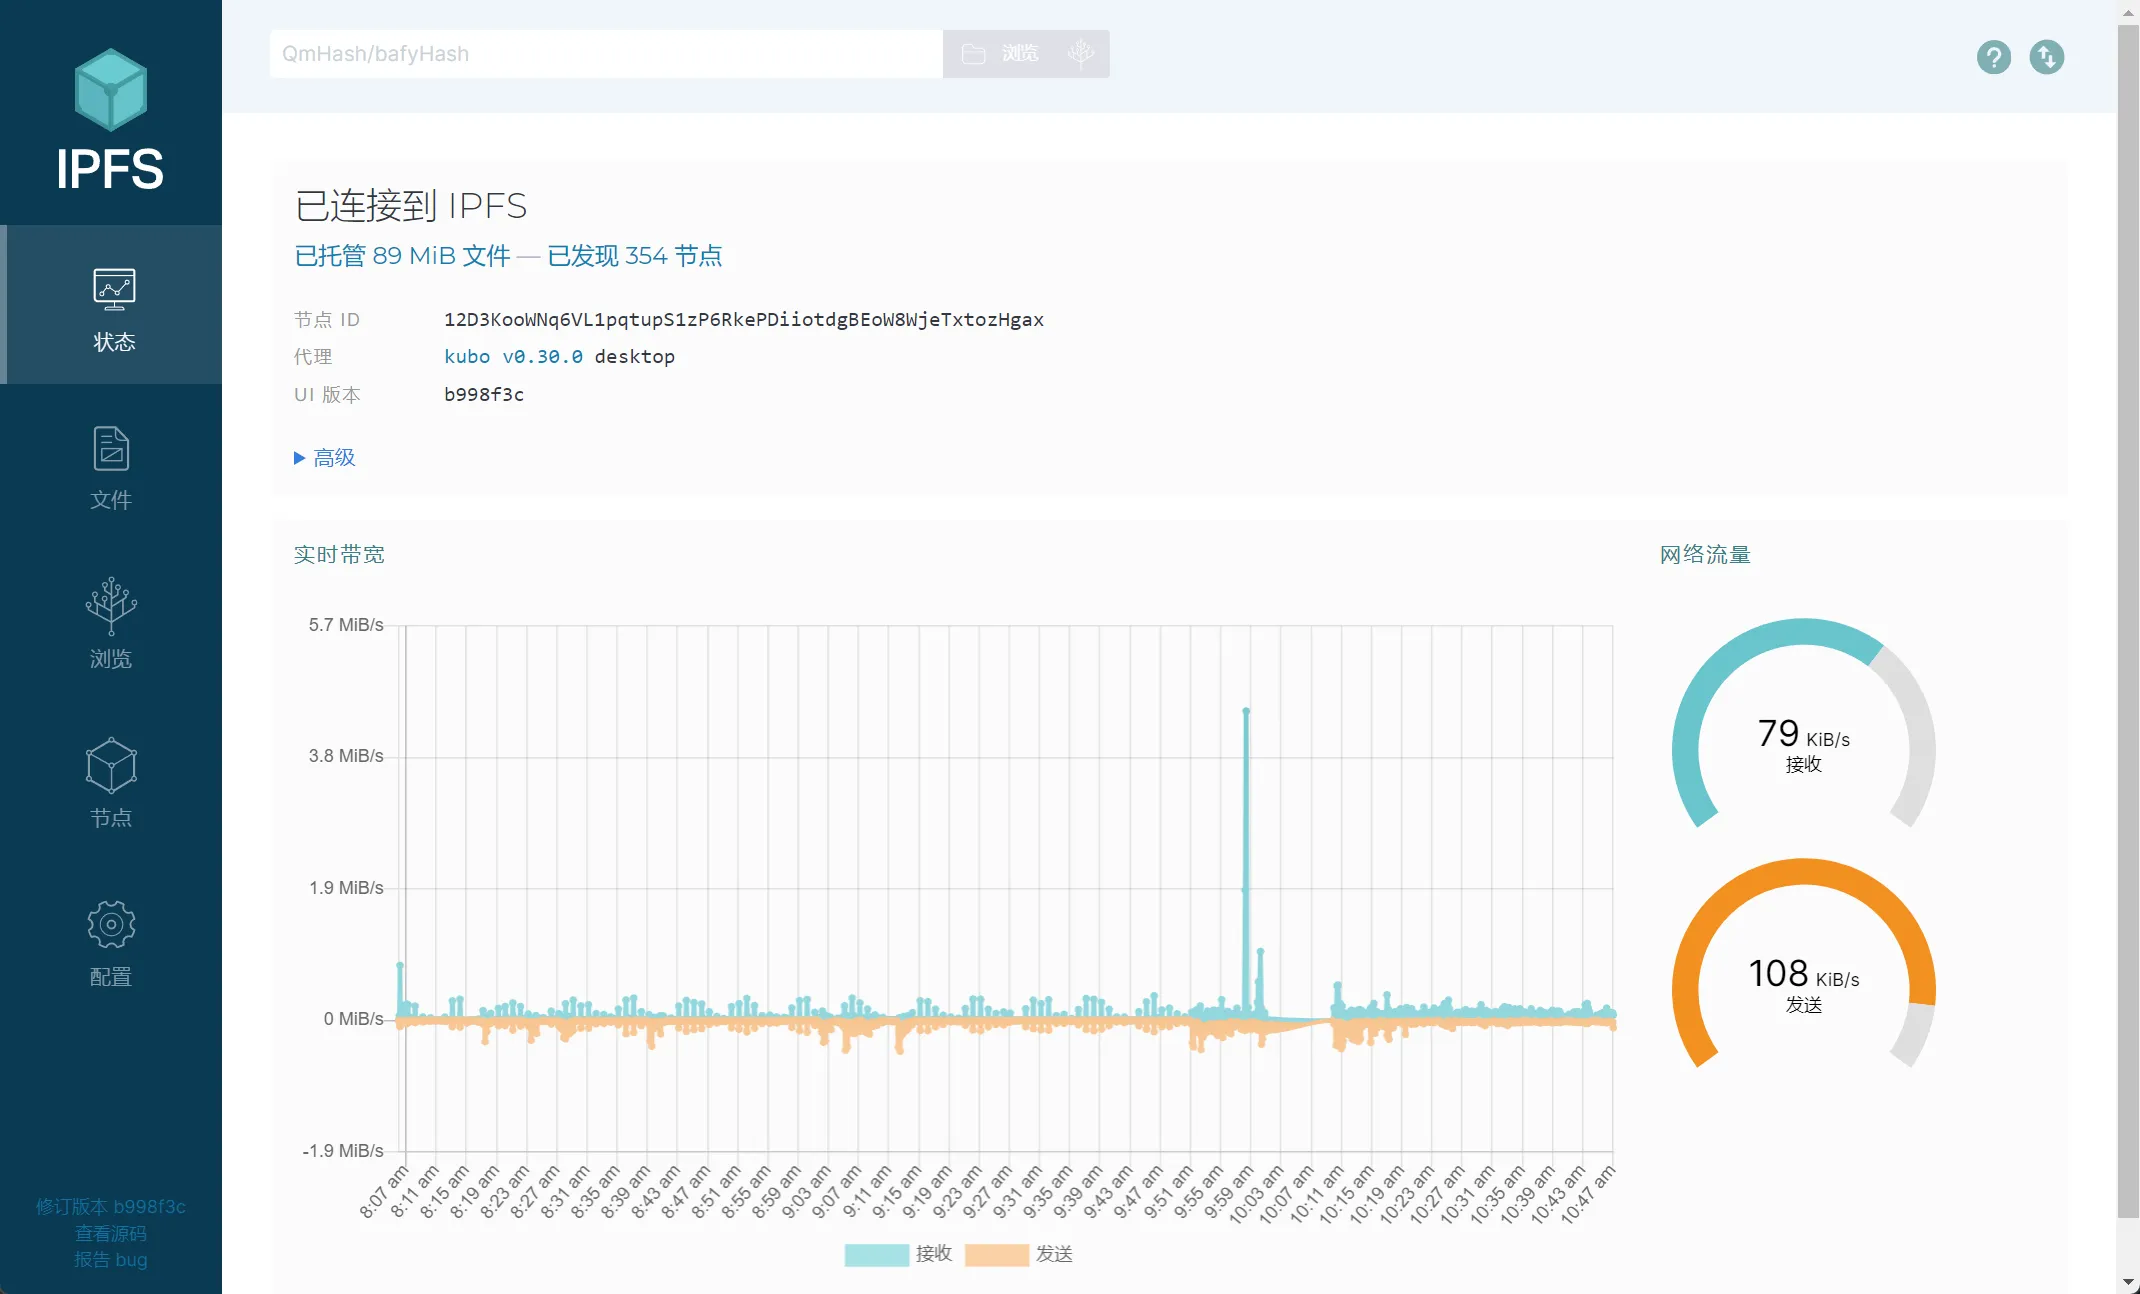 IPFS
状态
文件
浏览
节点
配置
修订版本 b998f3c
查看源码
报告 bug
QmHash/bafyHash
浏览
?
已连接到 IPFS
已托管 89 MiB 文件 — 已发现 354 节点
节点 ID 12D3KooWNq6VL1pqtupS1zP6RkePDiiotdgBEoW8WjeTxtozHgax
代理 kubo v0.30.0 desktop
UI 版本 b998f3c
▶ 高级
实时带宽
5.7 MiB/s
3.8 MiB/s
1.9 MiB/s
0 MiB/s
-1.9 MiB/s
8:07 am 8:11 am 8:15 am 8:19 am 8:23 am 8:27 am 8:31 am 8:35 am 8:39 am 8:43 am 8:47 am 8:51 am 8:55 am 8:59 am 9:03 am 9:07 am 9:11 am 9:15 am 9:19 am 9:23 am 9:27 am 9:31 am 9:35 am 9:39 am 9:43 am 9:47 am 9:51 am 9:55 am 9:59 am 10:03 am 10:07 am 10:11 am 10:15 am 10:19 am 10:23 am 10:27 am 10:31 am 10:35 am 10:39 am 10:43 am 10:47 am
接收 发送
网络流量
79 KiB/s
接收
108 KiB/s
发送